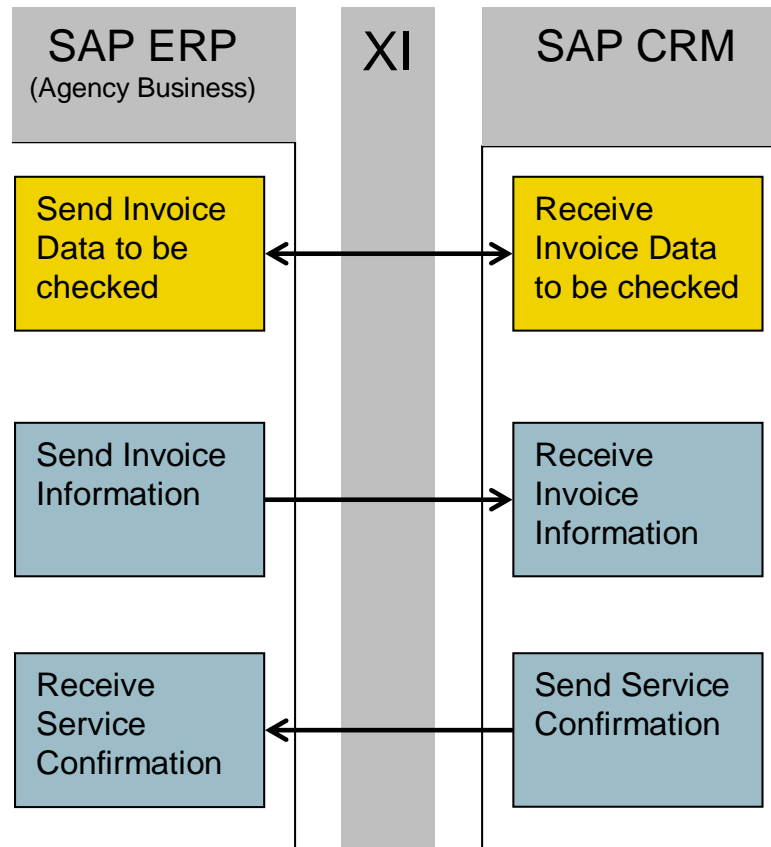 SAP ERP
(Agency Business)
XI
SAP CRM
Send Invoice
Data to be
checked
Receive
Invoice Data
to be checked
Send Invoice
Information
Receive
Invoice
Information
Receive
Service
Confirmation
Send Service
Confirmation